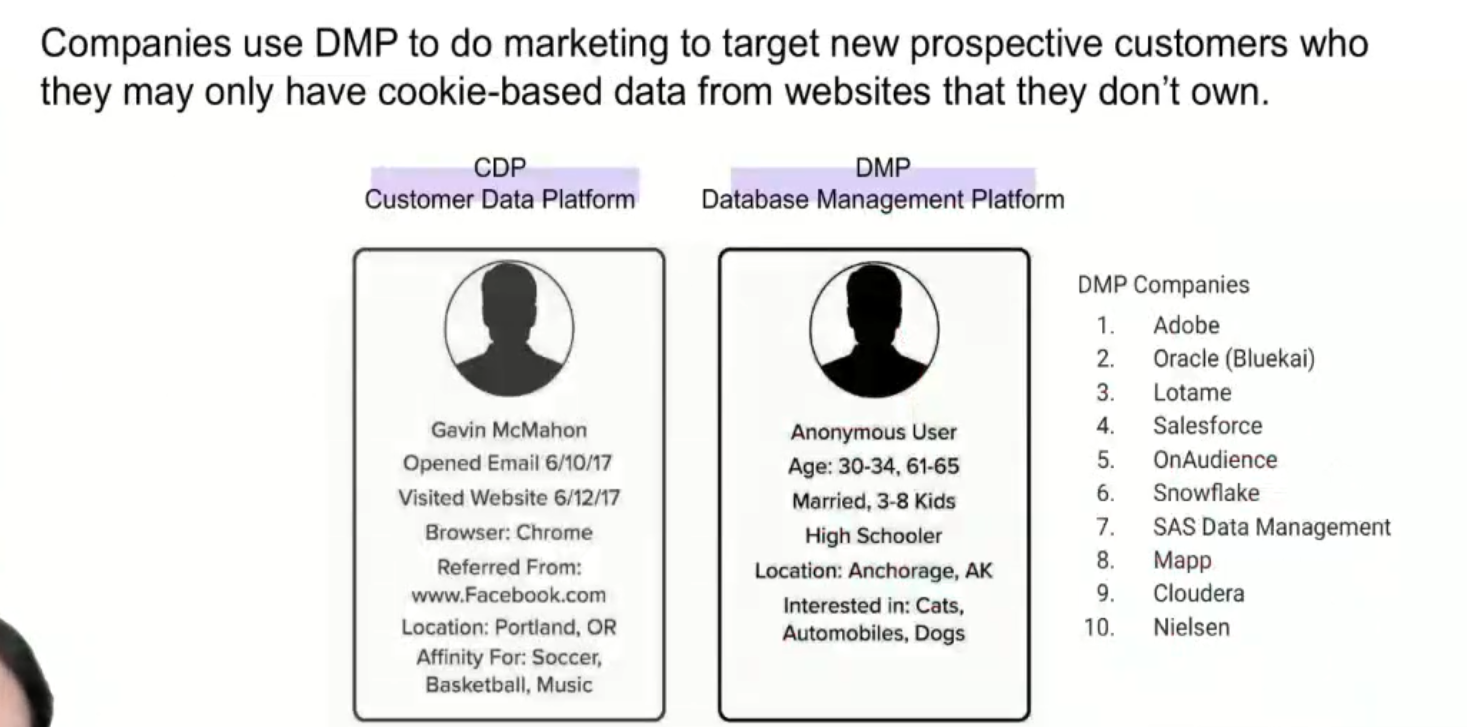 Companies use DMP to do marketing to target new prospective customers who
they may only have cookie-based data from websites that they don't own.
CDP
Customer Data Platform
DMP
Database Management Platform
Gavin McMahon
Opened Email 6/10/17
Visited Website 6/12/17
Browser: Chrome
Referred From:
www.Facebook.com
Location: Portland, OR
Affinity For: Soccer,
Basketball, Music
Anonymous User
Age: 30-34, 61-65
Married, 3-8 Kids
High Schooler
Location: Anchorage, AK
Interested in: Cats,
Automobiles, Dogs
DMP Companies
1. Adobe
2. Oracle (Bluekai)
3. Lotame
4. Salesforce
5. OnAudience
6. Snowflake
7. SAS Data Management
8. Mapp
9. Cloudera
10. Nielsen